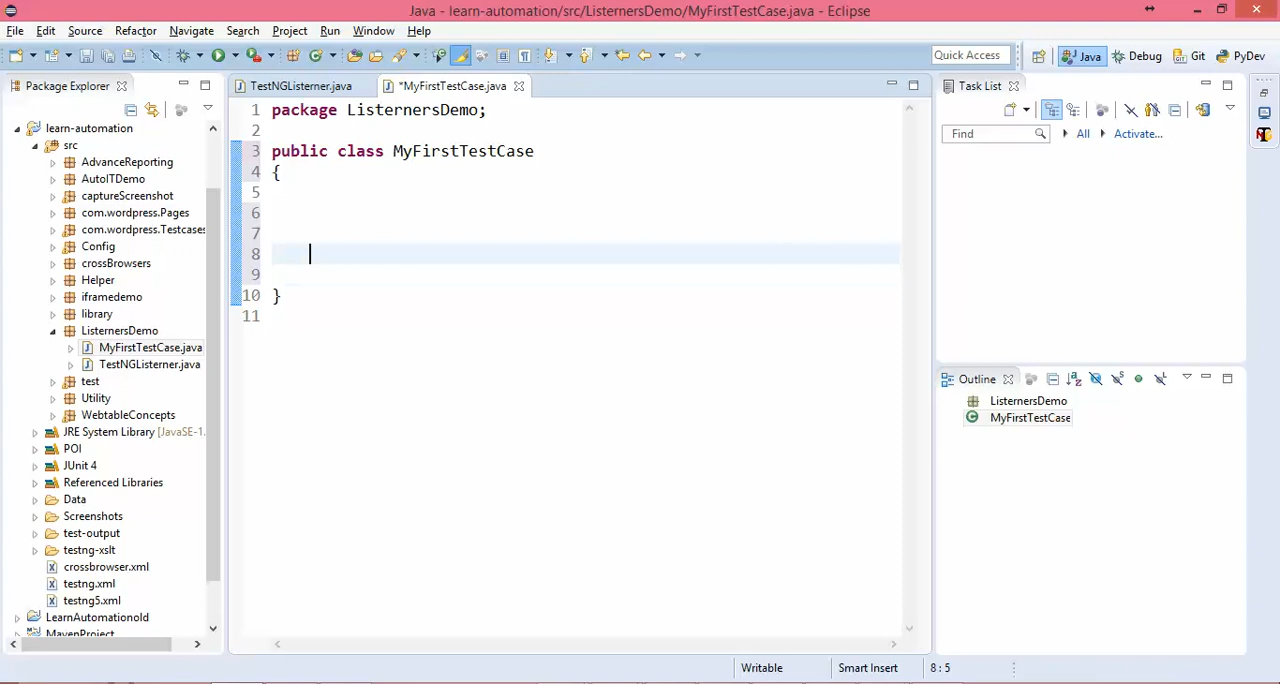 Java - learn-automation/src/ListernersDemo/MyFirstTestCase.java - Eclipse
File Edit Source Refactor Navigate Search Project Run Window Help
Quick Access
Java
Debug
Git
PyDev
Package Explorer
learn-automation
src
AdvanceReporting
AutoITDemo
captureScreenshot
com.wordpress.Pages
com.wordpress.Testcases
Config
crossBrowsers
Helper
iframedemo
library
ListernersDemo
MyFirstTestCase.java
TestNGListerner.java
test
Utility
WebtableConcepts
JRE System Library [JavaSE-1.
POI
JUnit 4
Referenced Libraries
Data
Screenshots
test-output
testng-xslt
crossbrowser.xml
testng.xml
testng5.xml
LearnAutomationold
MavenProject
TestNGListerner.java
*MyFirstTestCase.java
1 package ListernersDemo;
2
3 public class MyFirstTestCase
4 {
5
6
7
8
9
10 }
11
Task List
Find
All
Activate...
Outline
ListernersDemo
MyFirstTestCase
Writable
Smart Insert
8 : 5